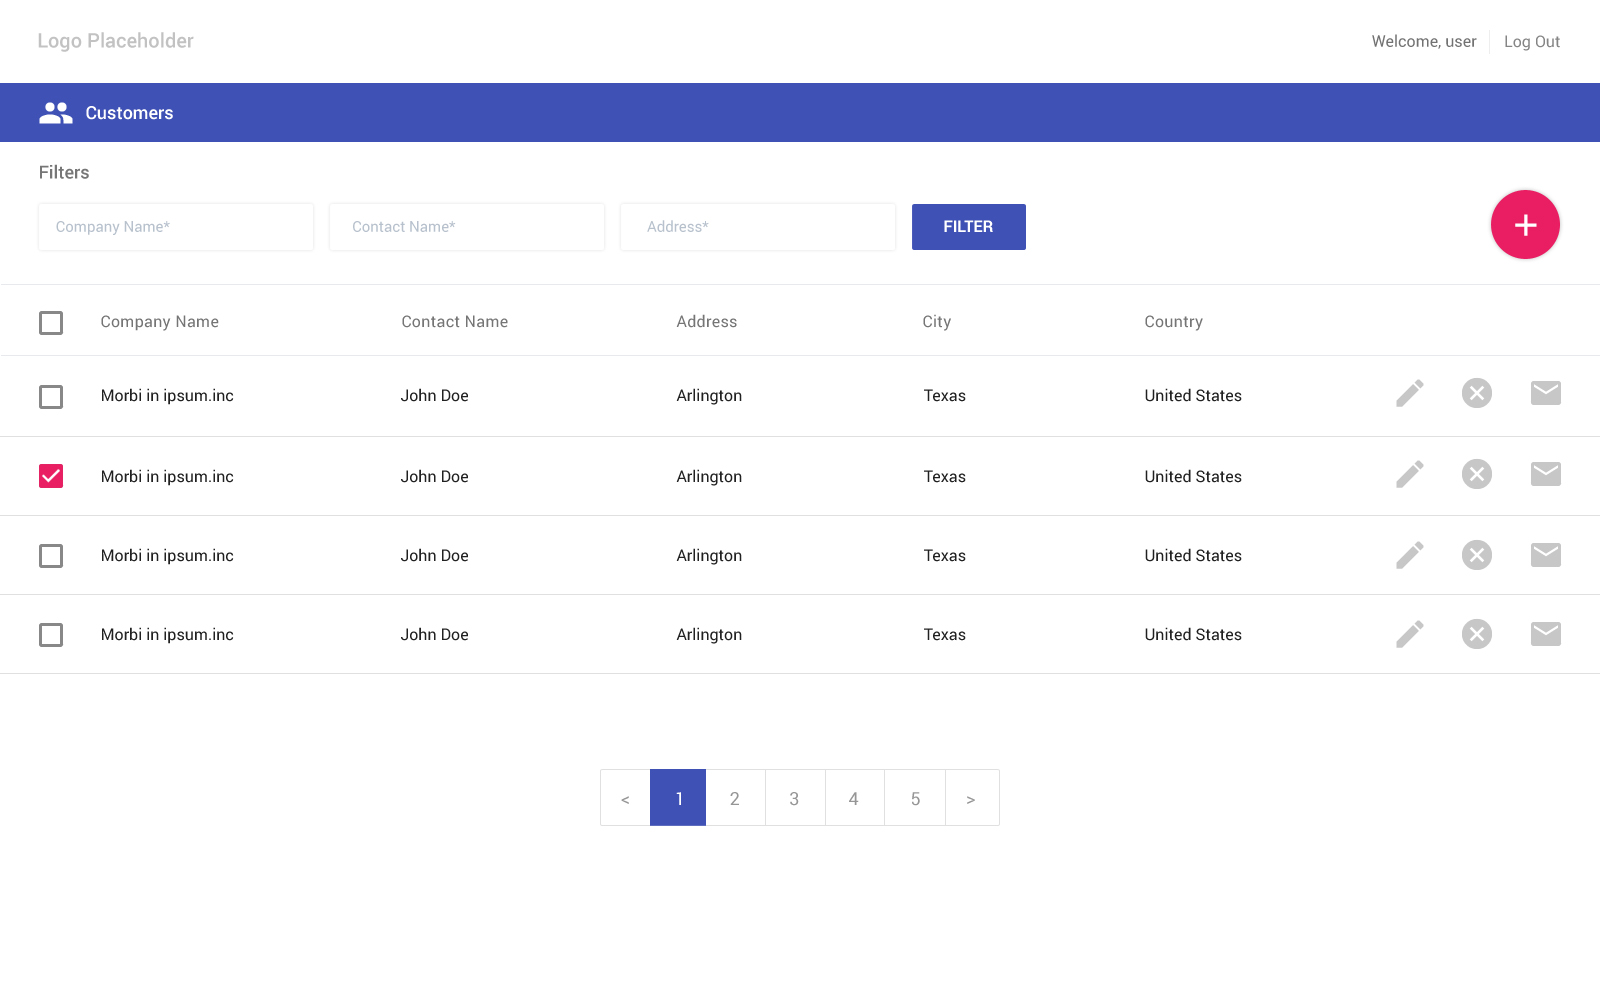 Logo Placeholder Welcome, user Log Out
Customers
Filters
Company Name* Contact Name* Address* FILTER +
Company Name Contact Name Address City Country
Morbi in ipsum.inc John Doe Arlington Texas United States
Morbi in ipsum.inc John Doe Arlington Texas United States
Morbi in ipsum.inc John Doe Arlington Texas United States
Morbi in ipsum.inc John Doe Arlington Texas United States
< 1 2 3 4 5 >